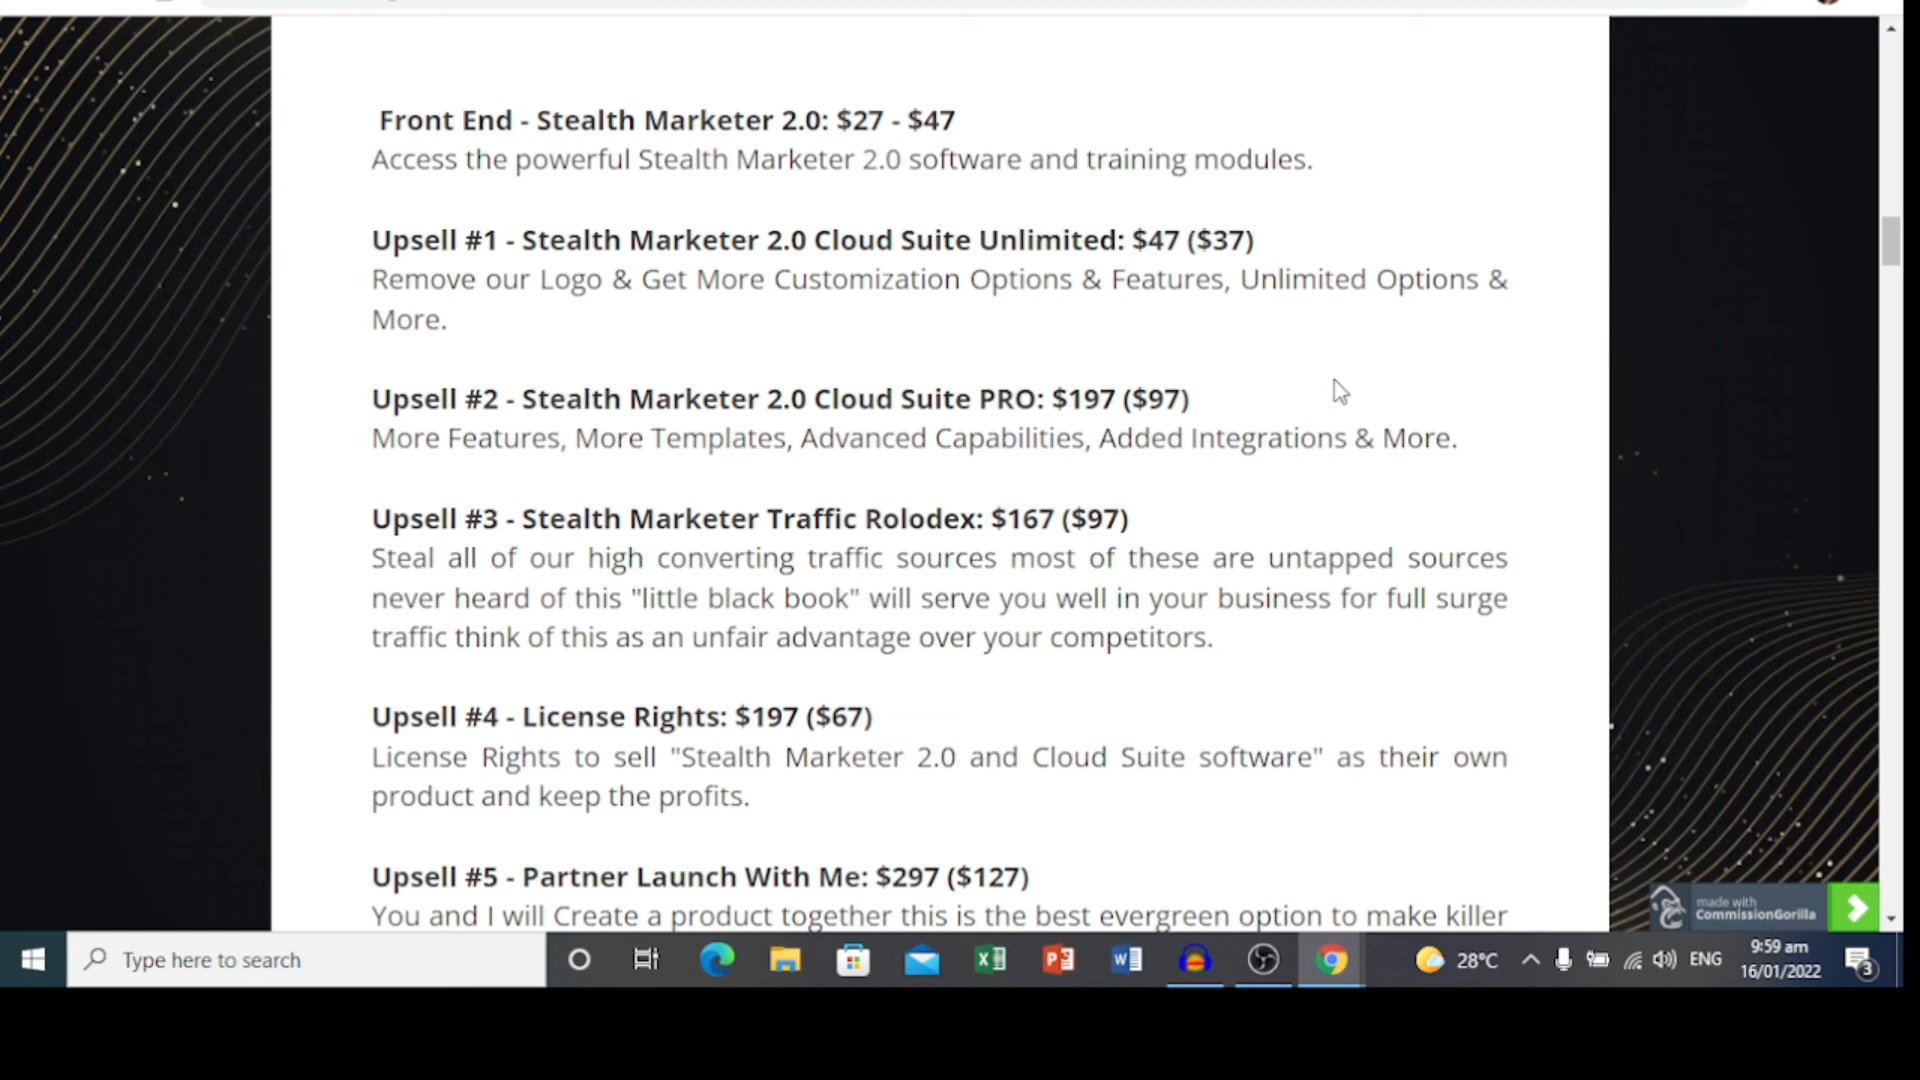 Front End - Stealth Marketer 2.0: $27 - $47
Access the powerful Stealth Marketer 2.0 software and training modules.
Upsell #1 - Stealth Marketer 2.0 Cloud Suite Unlimited: $47 ($37)
Remove our Logo & Get More Customization Options & Features, Unlimited Options &
More.
Upsell #2 - Stealth Marketer 2.0 Cloud Suite PRO: $197 ($97)
More Features, More Templates, Advanced Capabilities, Added Integrations & More.
Upsell #3 - Stealth Marketer Traffic Rolodex: $167 ($97)
Steal all of our high converting traffic sources most of these are untapped sources
never heard of this "little black book" will serve you well in your business for full surge
traffic think of this as an unfair advantage over your competitors.
Upsell #4 - License Rights: $197 ($67)
License Rights to sell "Stealth Marketer 2.0 and Cloud Suite software" as their own
product and keep the profits.
Upsell #5 - Partner Launch With Me: $297 ($127)
You and I will Create a product together this is the best evergreen option to make killer
made with
CommissionGorilla
Type here to search
28°C
ENG
9:59 am
16/01/2022
3